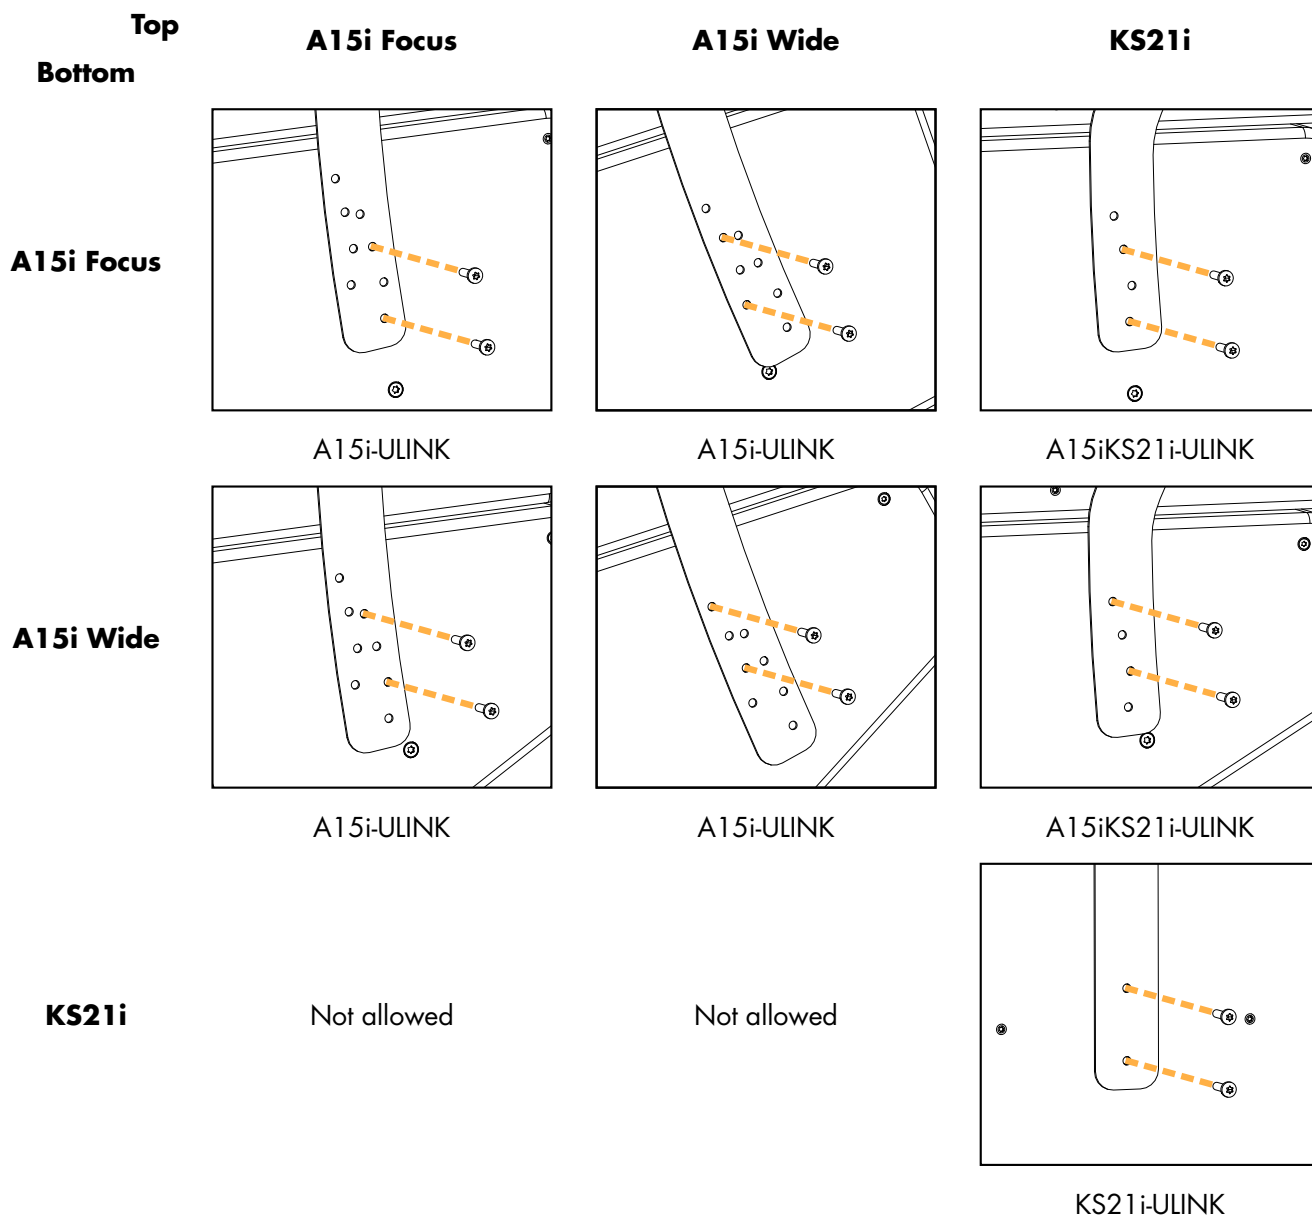 Top
Bottom
A15i Focus
A15i Wide
KS21i
A15i Focus
A15i-ULINK
A15i-ULINK
A15iKS21i-ULINK
A15i Wide
A15i-ULINK
A15i-ULINK
A15iKS21i-ULINK
KS21i
Not allowed
Not allowed
KS21i-ULINK